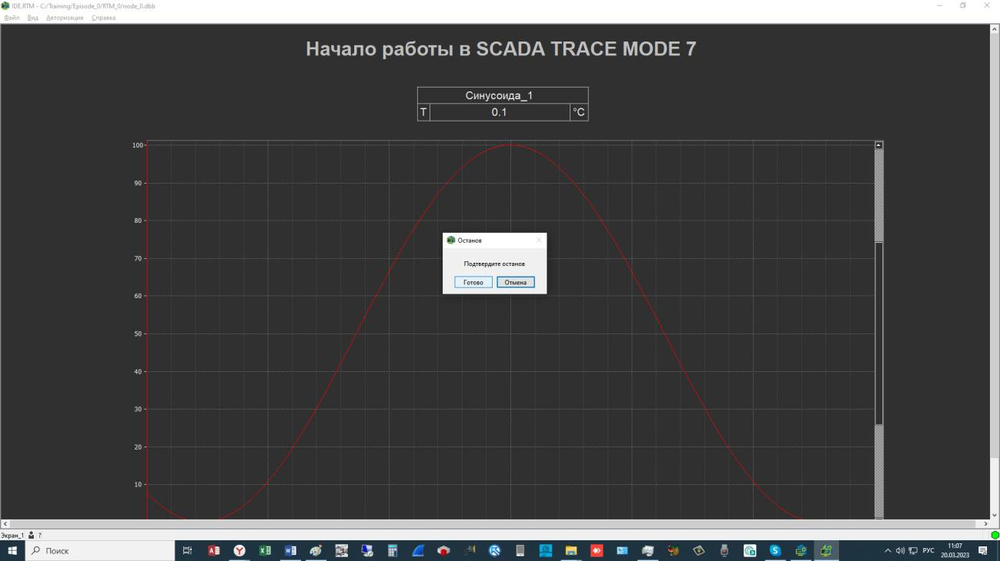 IDE.RTM - C:/Training/Episode_0/RTM_0/node_0.dbb
Файл Вид Авторизация Справка
Начало работы в SCADA TRACE MODE 7
Синусоида_1
T 0.1 °C
100
90
80
70
60
50
40
30
20
10
Останов
Подтвердите останов
Готово Отмена
Экран_1 ?
Поиск
РУС
11:07
20.03.2023